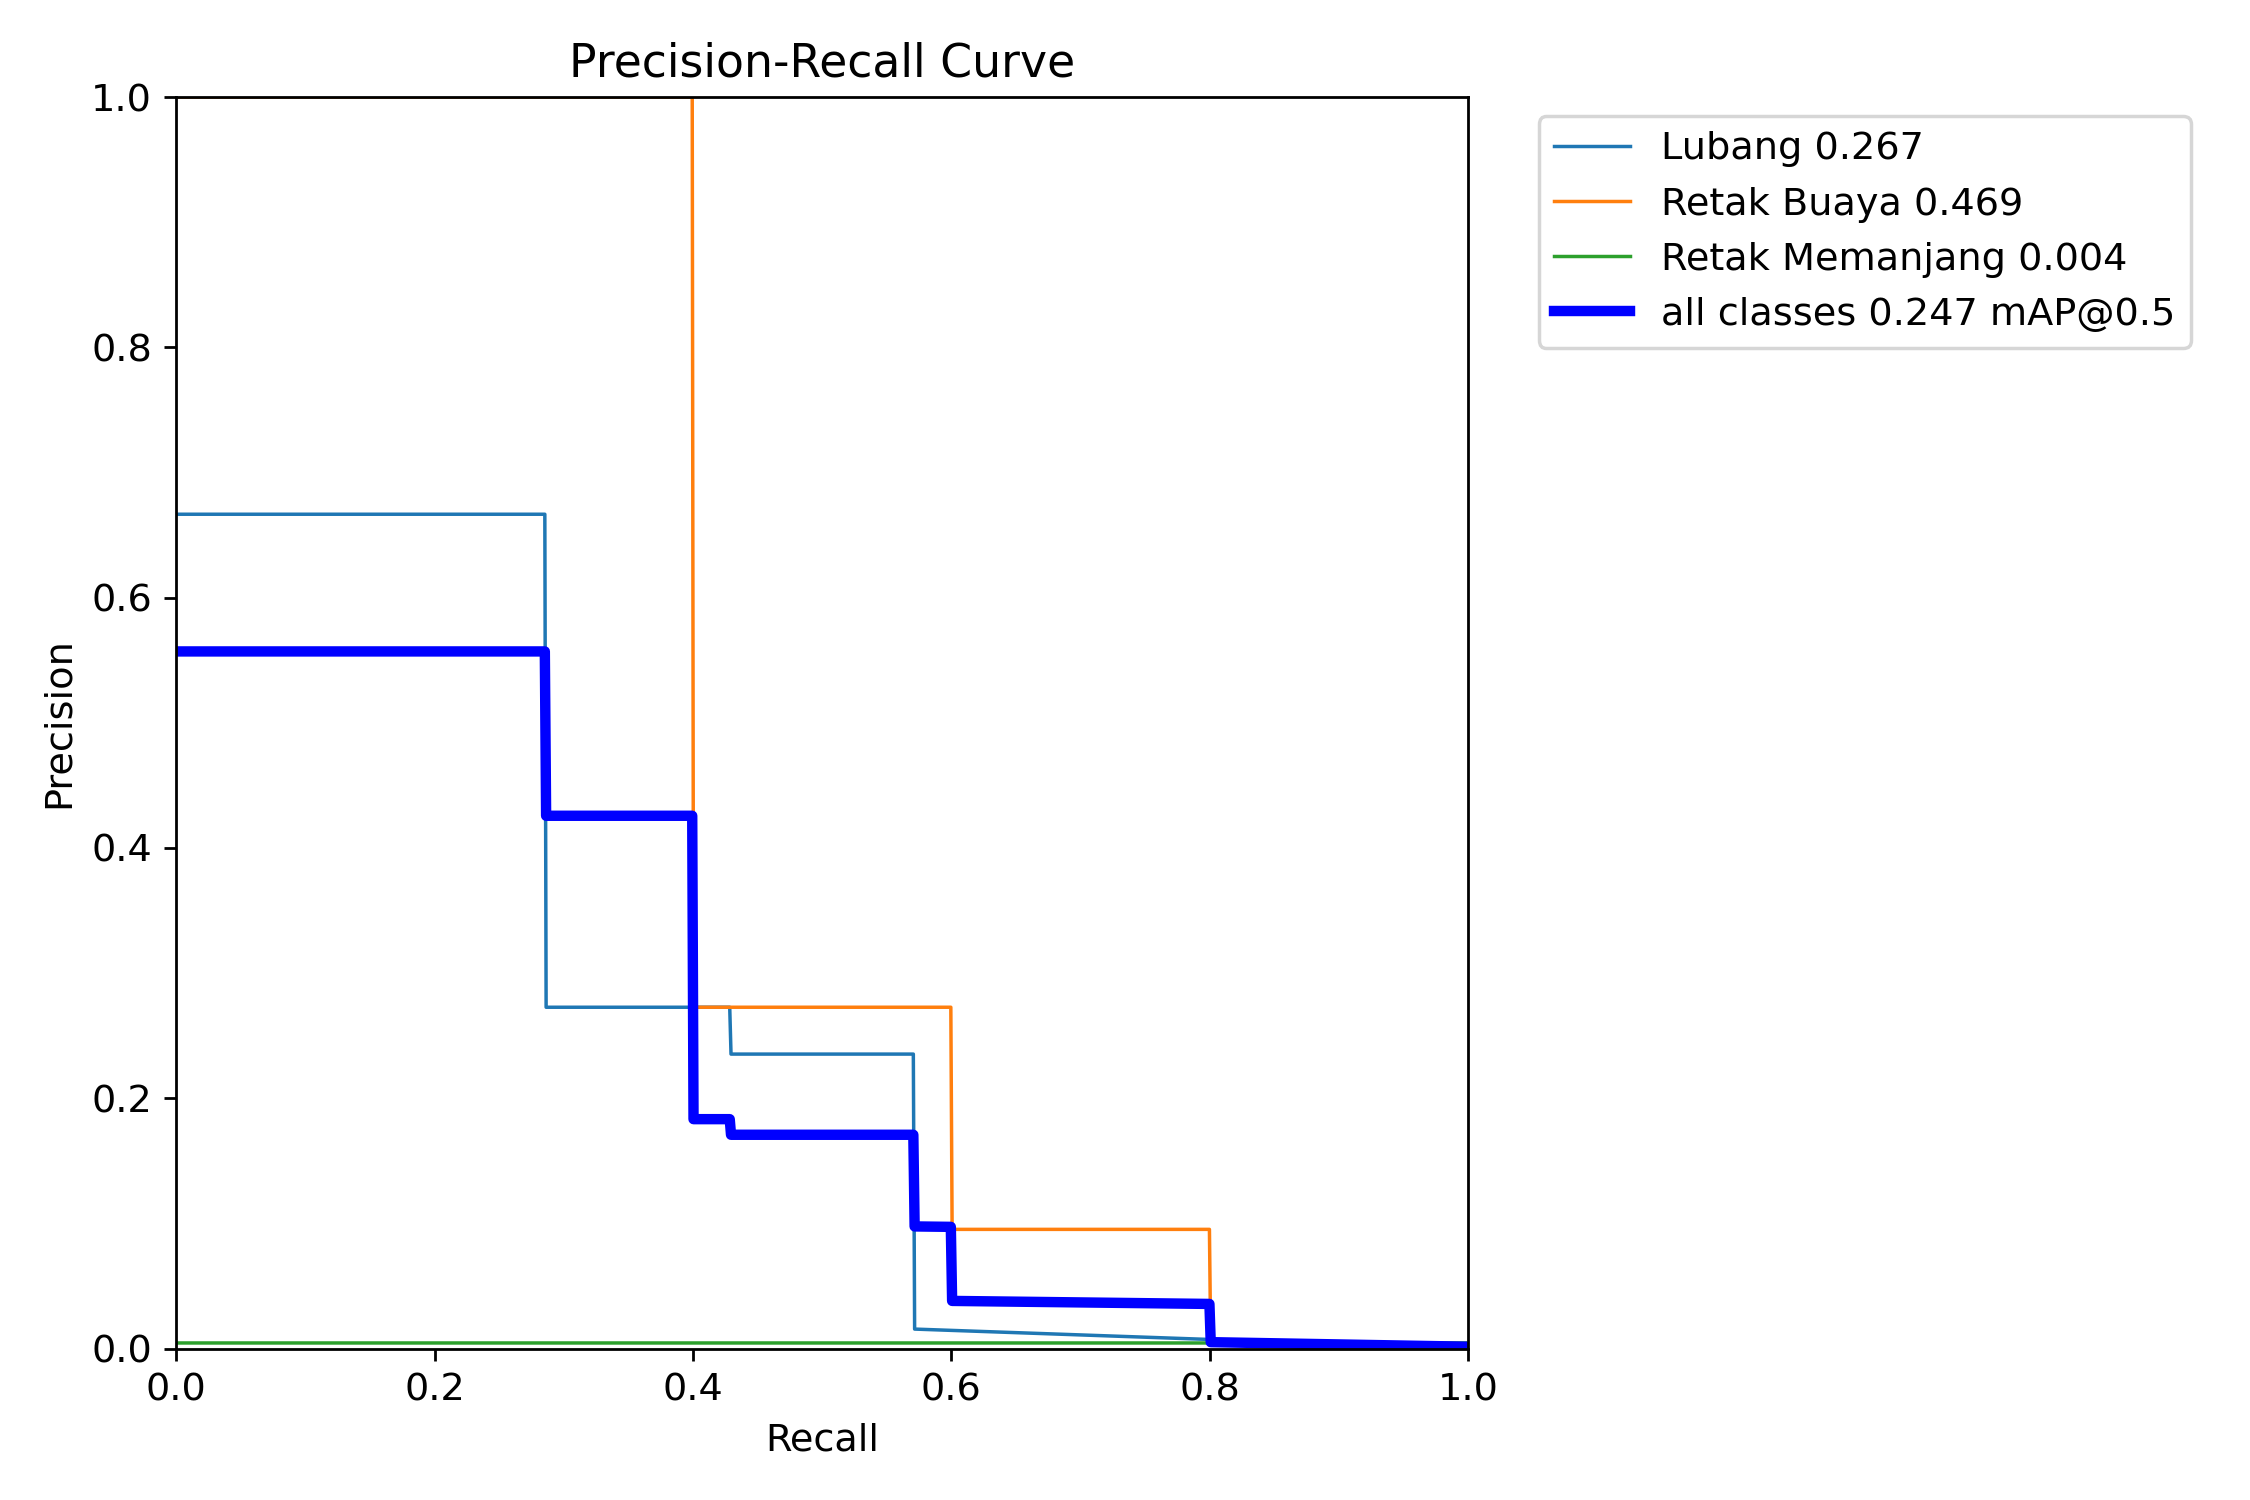 Precision-Recall Curve
1.0
0.8
0.6
0.4
0.2
0.0
Precision
0.0 0.2 0.4 0.6 0.8 1.0
Recall
Lubang 0.267
Retak Buaya 0.469
Retak Memanjang 0.004
all classes 0.247 mAP@0.5